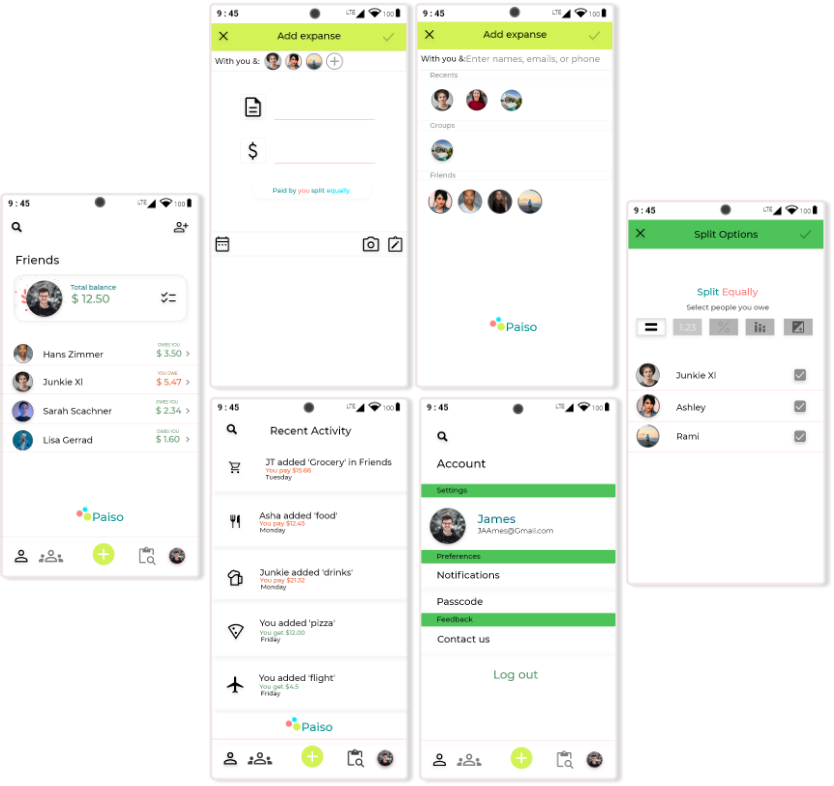 9:45
LTE 100
Friends
Total balance
$ 12.50
Hans Zimmer
OWES YOU
$ 3.50 >
Junkie Xl
YOU OWE
$ 5.47 >
Sarah Scachner
OWES YOU
$ 2.34 >
Lisa Gerrad
OWES YOU
$ 1.60 >
Paiso
9:45
LTE 100
Add expanse
With you &:
$
Paid by you split equally
9:45
LTE 100
Add expanse
With you &:Enter names, emails, or phone
Recents
Groups
Friends
Paiso
9:45
LTE 100
Recent Activity
JT added 'Grocery' in Friends
You pay $15.66
Tuesday
Asha added 'food'
You pay $12.45
Monday
Junkie added 'drinks'
You pay $21.32
Monday
You added 'pizza'
You get $12.00
Friday
You added 'flight'
You get $4.5
Friday
Paiso
9:45
LTE 100
Account
Settings
James
JAAmes@Gmail.com
Preferences
Notifications
Passcode
Feedback
Contact us
Log out
9:45
LTE 100
Split Options
Split Equally
Select people you owe
1.23
%
Junkie Xl
Ashley
Rami